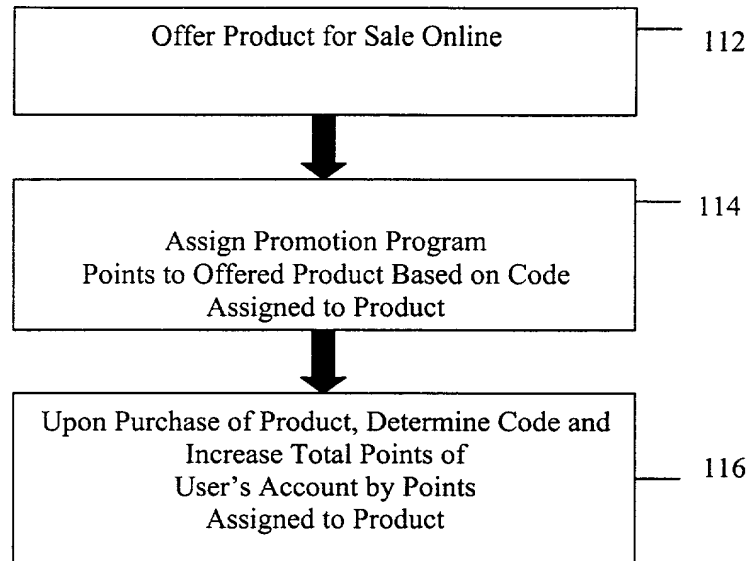 Offer Product for Sale Online
112
114
Assign Promotion Program
Points to Offered Product Based on Code
Assigned to Product
Upon Purchase of Product, Determine Code and
Increase Total Points of
User's Account by Points
116
Assigned to Product